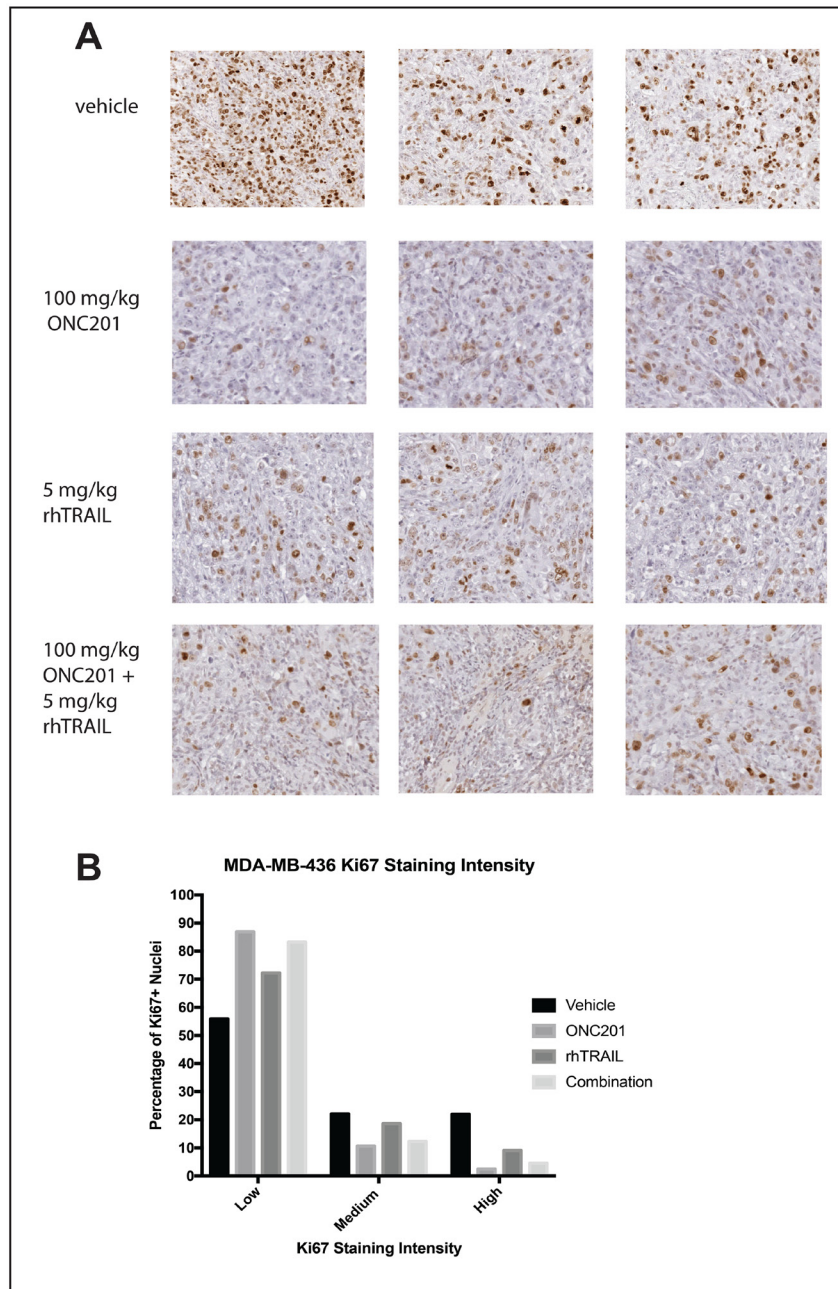 A
vehicle
100 mg/kg
ONC201
5 mg/kg
rhTRAIL
100 mg/kg
ONC201 +
5 mg/kg
rhTRAIL
B
MDA-MB-436 Ki67 Staining Intensity
Percentage of Ki67+ Nuclei
100
90
80
70
60
50
40
30
20
10
0
Low
Medium
High
Ki67 Staining Intensity
Vehicle
ONC201
rhTRAIL
Combination